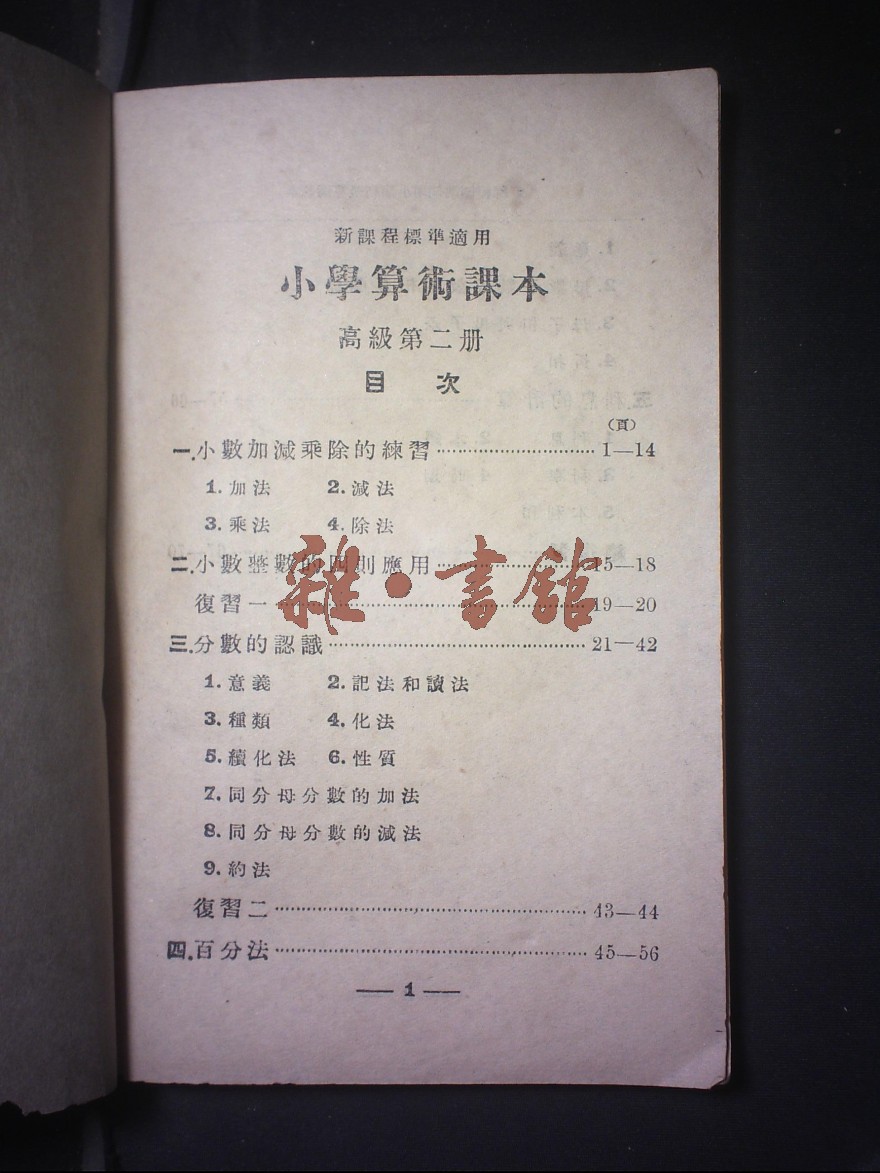 新課程標準適用
小學算術課本
高級第二册
目 次
(頁)
一.小數加減乘除的練習……………………1—14
1.加法 2.減法
3.乘法 4.除法
二.小數整數的四則應用……………………15—18
復習一……………………19—20
三.分數的認識……………………21—42
1.意義 2.記法和讀法
3.種類 4.化法
5.續化法 6.性質
7.同分母分數的加法
8.同分母分數的減法
9.約法
復習二……………………43—44
四.百分法……………………45—56
— 1 —
雜·書館